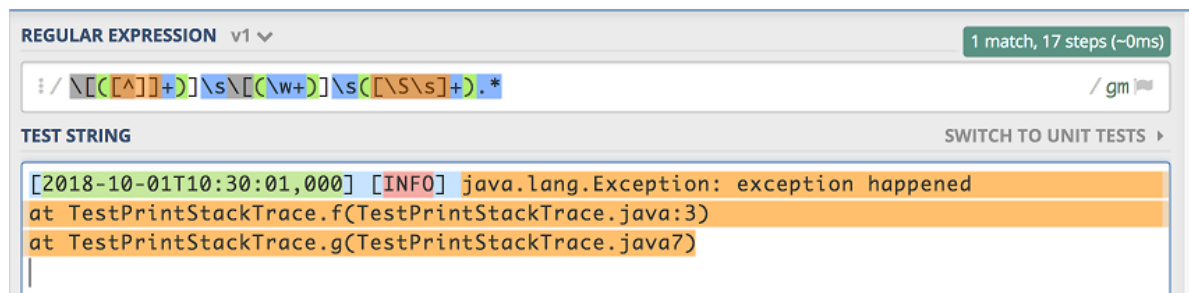 REGULAR EXPRESSION v1
1 match, 17 steps (~0ms)
/ \[([^]]+)]\s\[(\w+)]\s([\S\s]+).* / gm
TEST STRING SWITCH TO UNIT TESTS
[2018-10-01T10:30:01,000] [INFO] java.lang.Exception: exception happened
at TestPrintStackTrace.f(TestPrintStackTrace.java:3)
at TestPrintStackTrace.g(TestPrintStackTrace.java7)